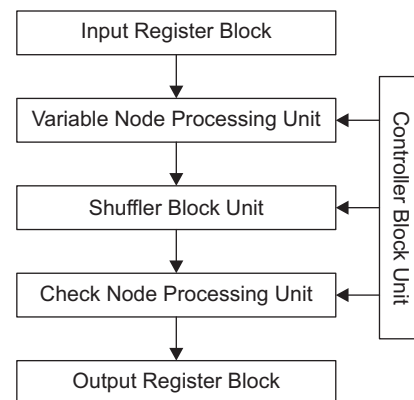 Input Register Block
Variable Node Processing Unit
Shuffler Block Unit
Check Node Processing Unit
Output Register Block
Controller Block Unit